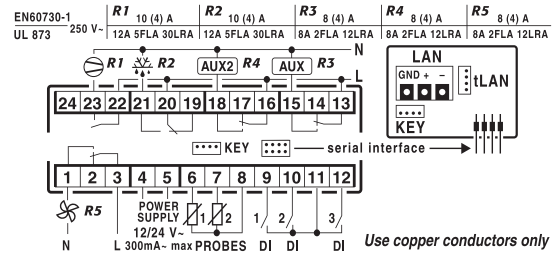 EN60730-1 250 V~ R1 10 (4) A R2 10 (4) A R3 8 (4) A R4 8 (4) A R5 8 (4) A
UL 873 12A 5FLA 30LRA 12A 5FLA 30LRA 8A 2FLA 12LRA 8A 2FLA 12LRA 8A 2FLA 12LRA
N
R1 R2 AUX2 R4 AUX R3
L
24 23 22 21 20 19 18 17 16 15 14 13
LAN
GND + -
tLAN
KEY
KEY serial interface
1 2 3 4 5 6 7 8 9 10 11 12
R5
POWER
SUPPLY
12/24 V~
300mA~ max
1 2 1 2 3
N L PROBES DI DI DI
Use copper conductors only